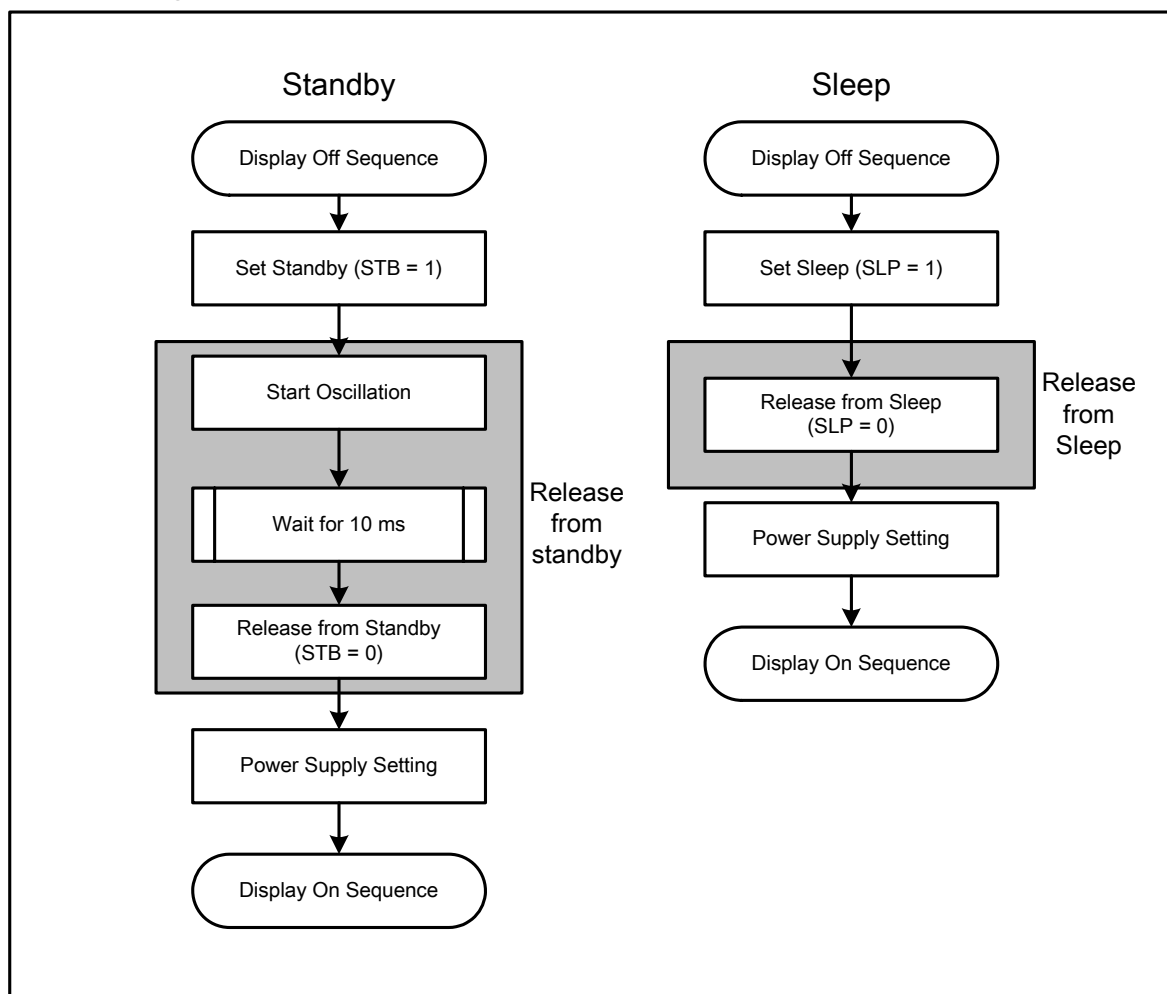 Standby
Display Off Sequence
Set Standby (STB = 1)
Start Oscillation
Wait for 10 ms
Release from Standby
(STB = 0)
Release
from
standby
Power Supply Setting
Display On Sequence
Sleep
Display Off Sequence
Set Sleep (SLP = 1)
Release from Sleep
(SLP = 0)
Release
from
Sleep
Power Supply Setting
Display On Sequence